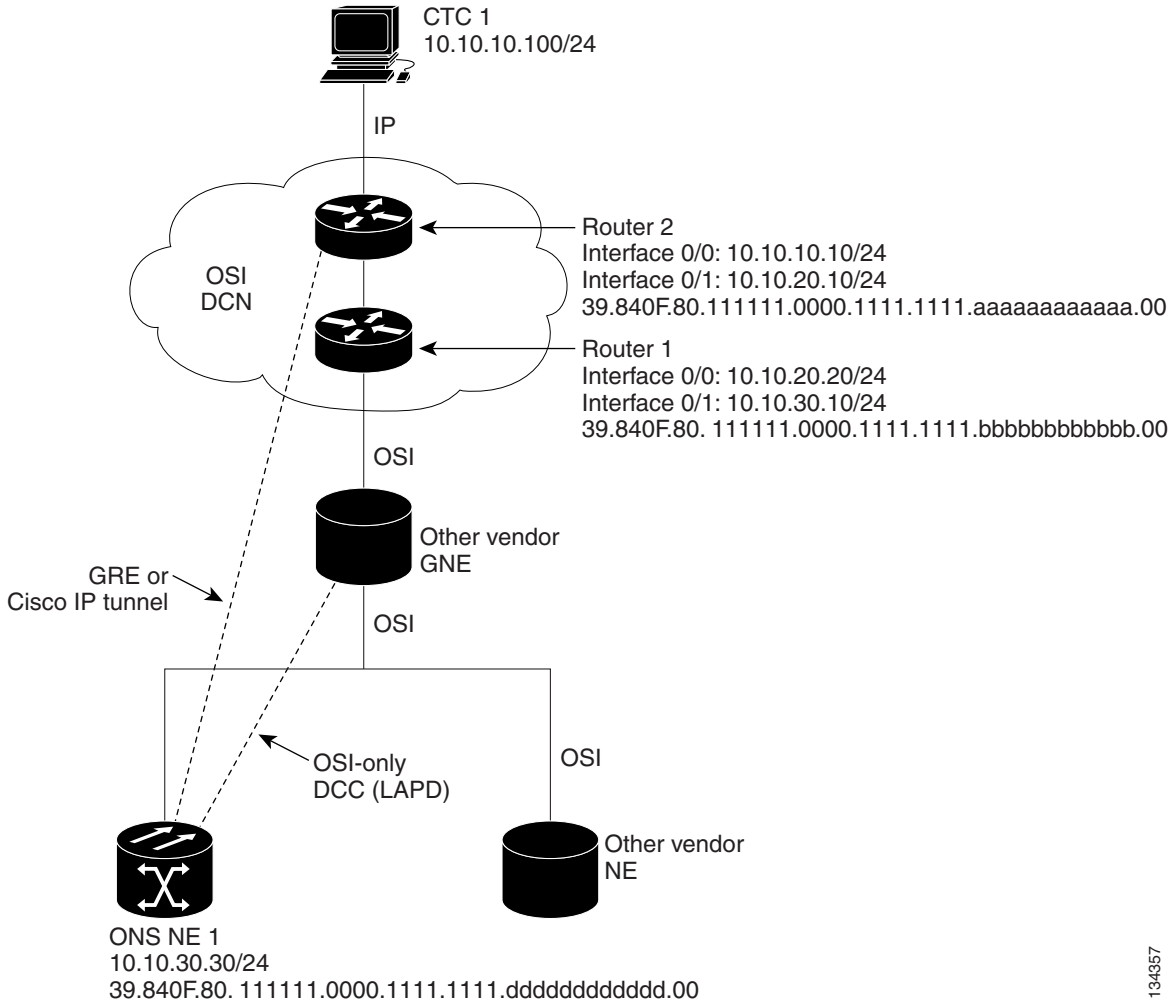 CTC 1
10.10.10.100/24
IP
OSI
DCN
Router 2
Interface 0/0: 10.10.10.10/24
Interface 0/1: 10.10.20.10/24
39.840F.80.111111.0000.1111.1111.aaaaaaaaaaaa.00
Router 1
Interface 0/0: 10.10.20.20/24
Interface 0/1: 10.10.30.10/24
39.840F.80. 111111.0000.1111.1111.bbbbbbbbbbbb.00
OSI
Other vendor
GNE
GRE or
Cisco IP tunnel
OSI
OSI-only
DCC (LAPD)
OSI
Other vendor
NE
ONS NE 1
10.10.30.30/24
39.840F.80. 111111.0000.1111.1111.dddddddddddd.00
134357